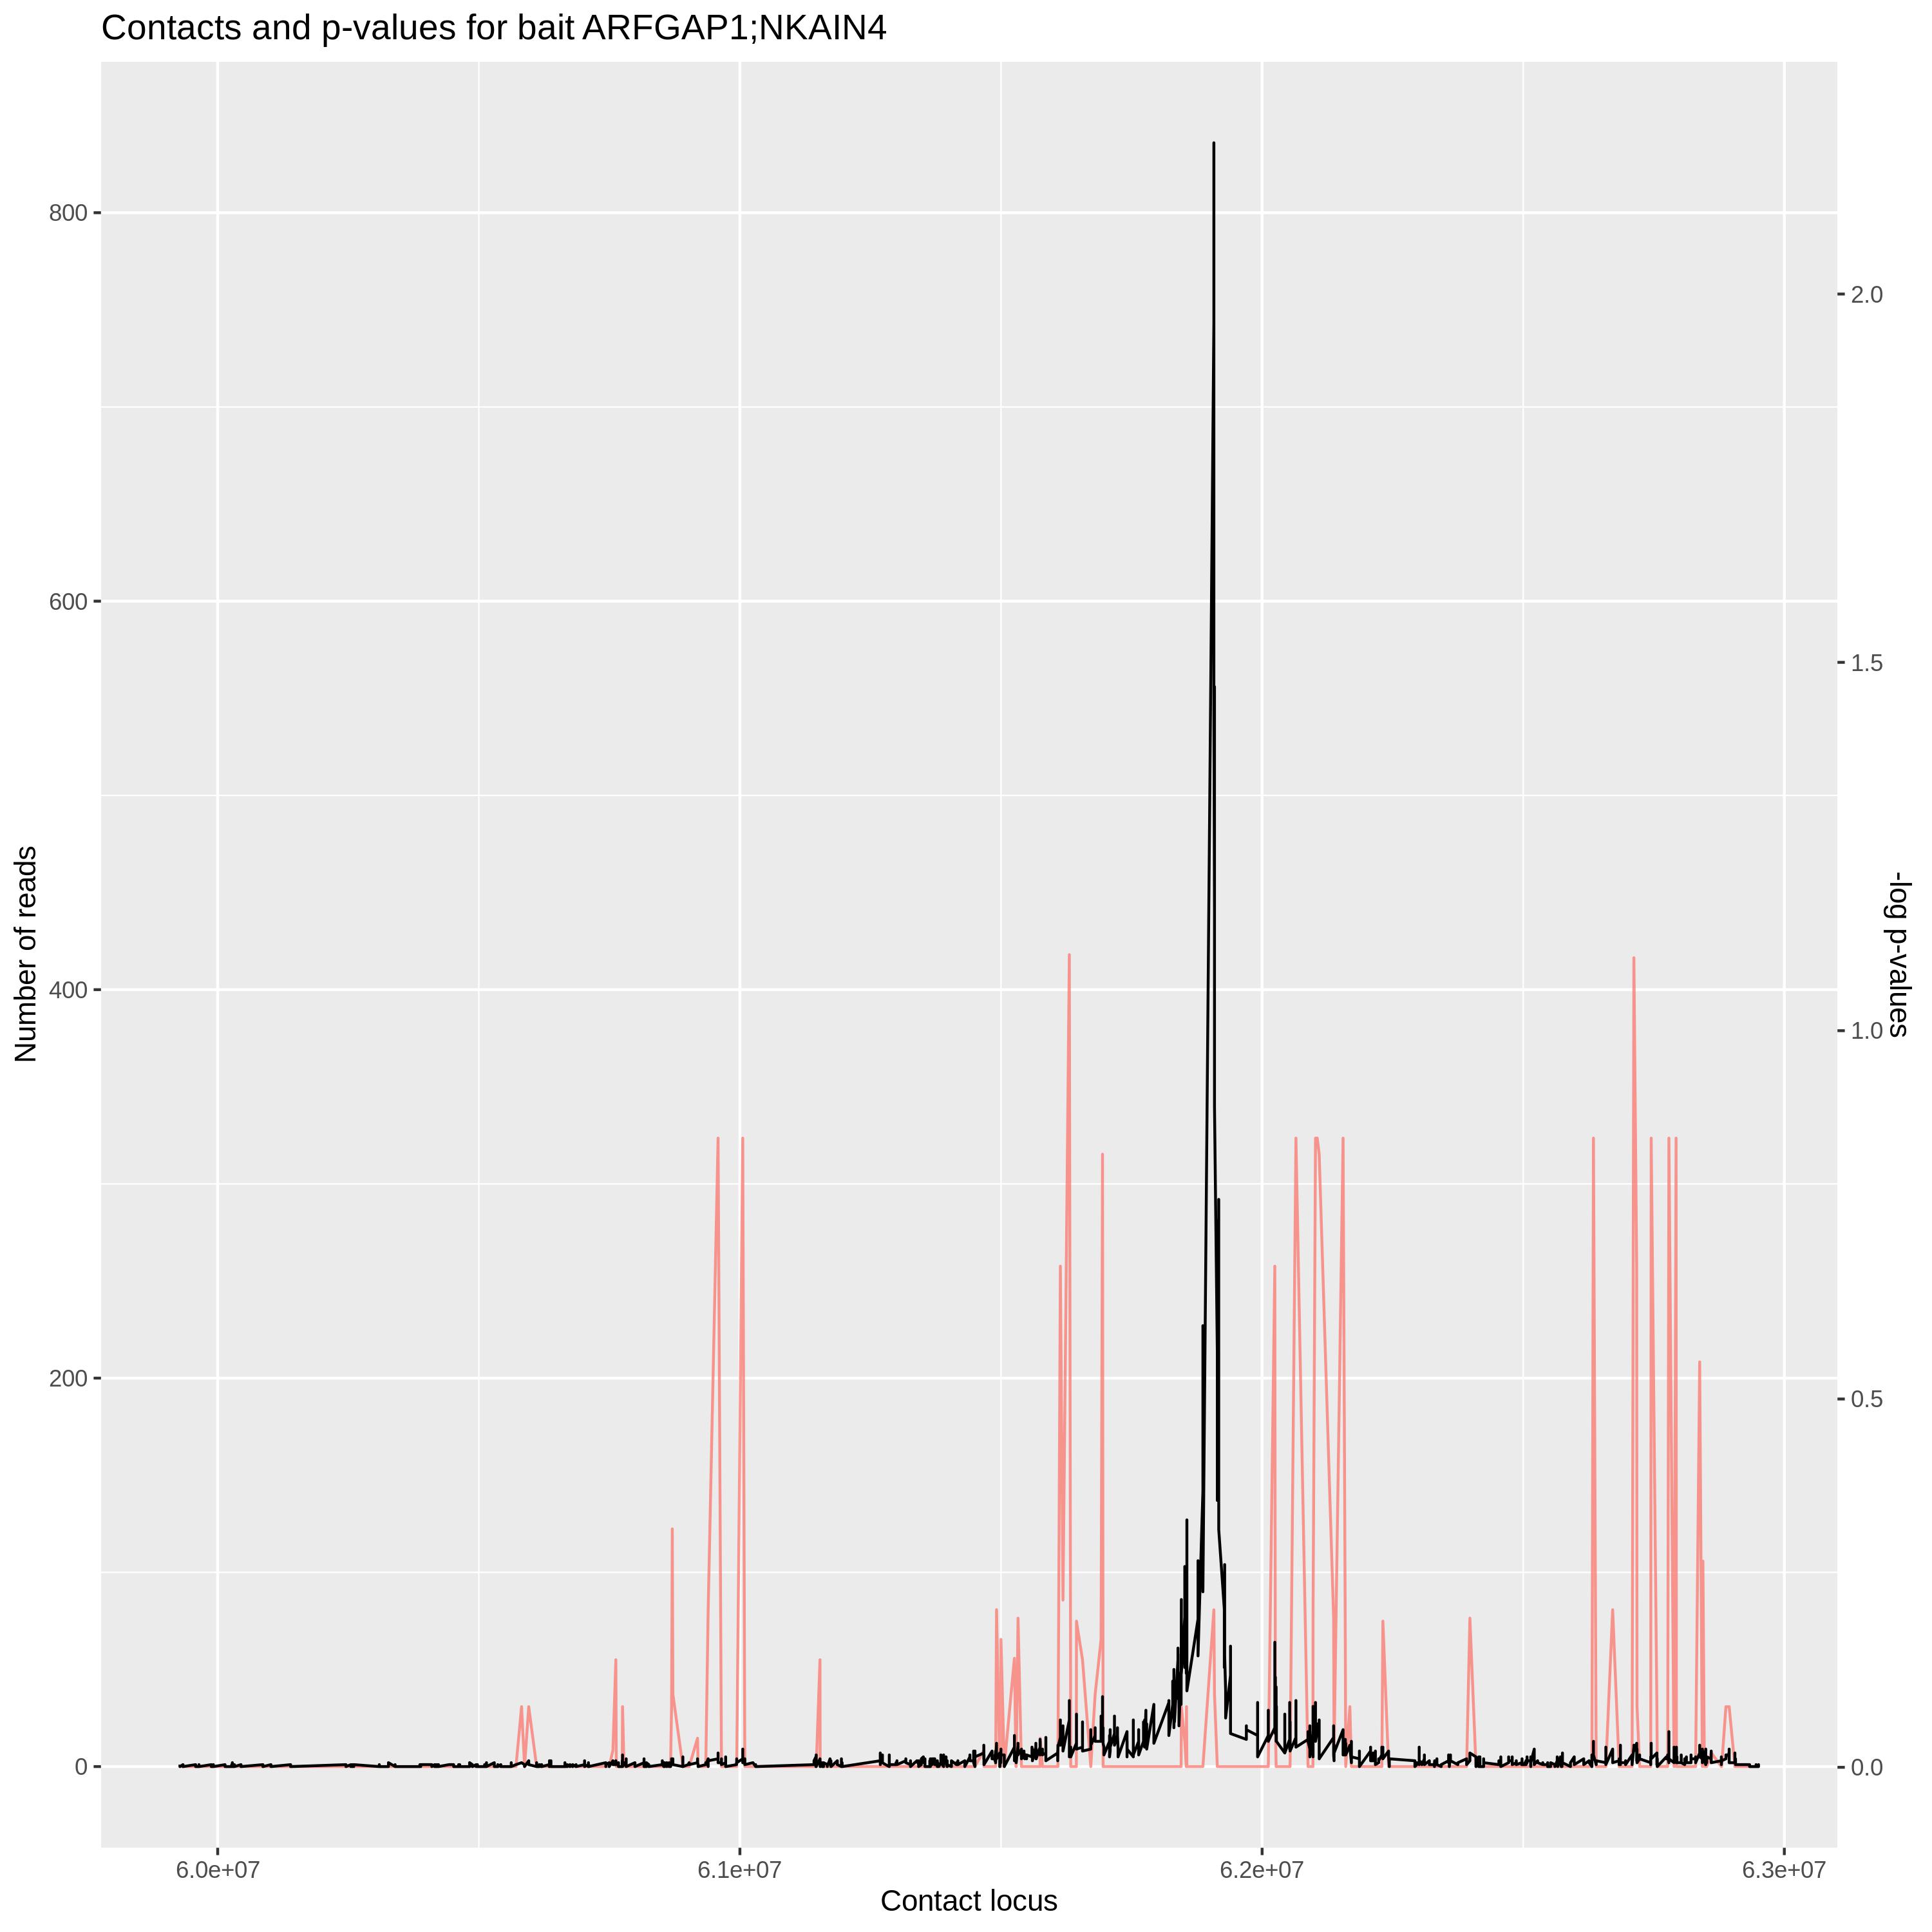 Contacts and p-values for bait ARFGAP1;NKAIN4
800
600
400
200
0
Number of reads
2.0
1.5
1.0
0.5
0.0
-log p-values
6.0e+07
6.1e+07
6.2e+07
6.3e+07
Contact locus